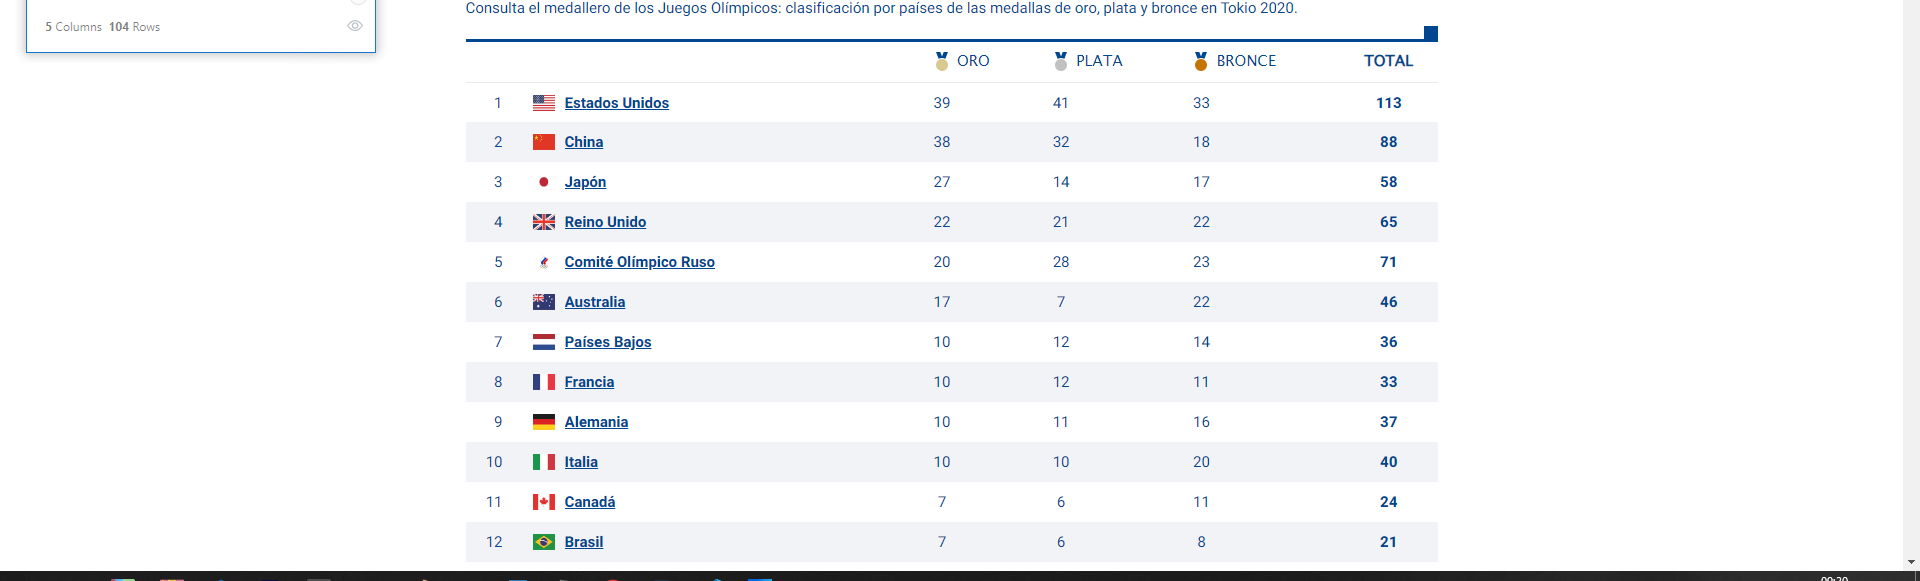 Consulta el medallero de los Juegos Olímpicos: clasificación por países de las medallas de oro, plata y bronce en Tokio 2020.
5 Columns 104 Rows
ORO PLATA BRONCE TOTAL
1 Estados Unidos 39 41 33 113
2 China 38 32 18 88
3 Japón 27 14 17 58
4 Reino Unido 22 21 22 65
5 Comité Olímpico Ruso 20 28 23 71
6 Australia 17 7 22 46
7 Países Bajos 10 12 14 36
8 Francia 10 12 11 33
9 Alemania 10 11 16 37
10 Italia 10 10 20 40
11 Canadá 7 6 11 24
12 Brasil 7 6 8 21